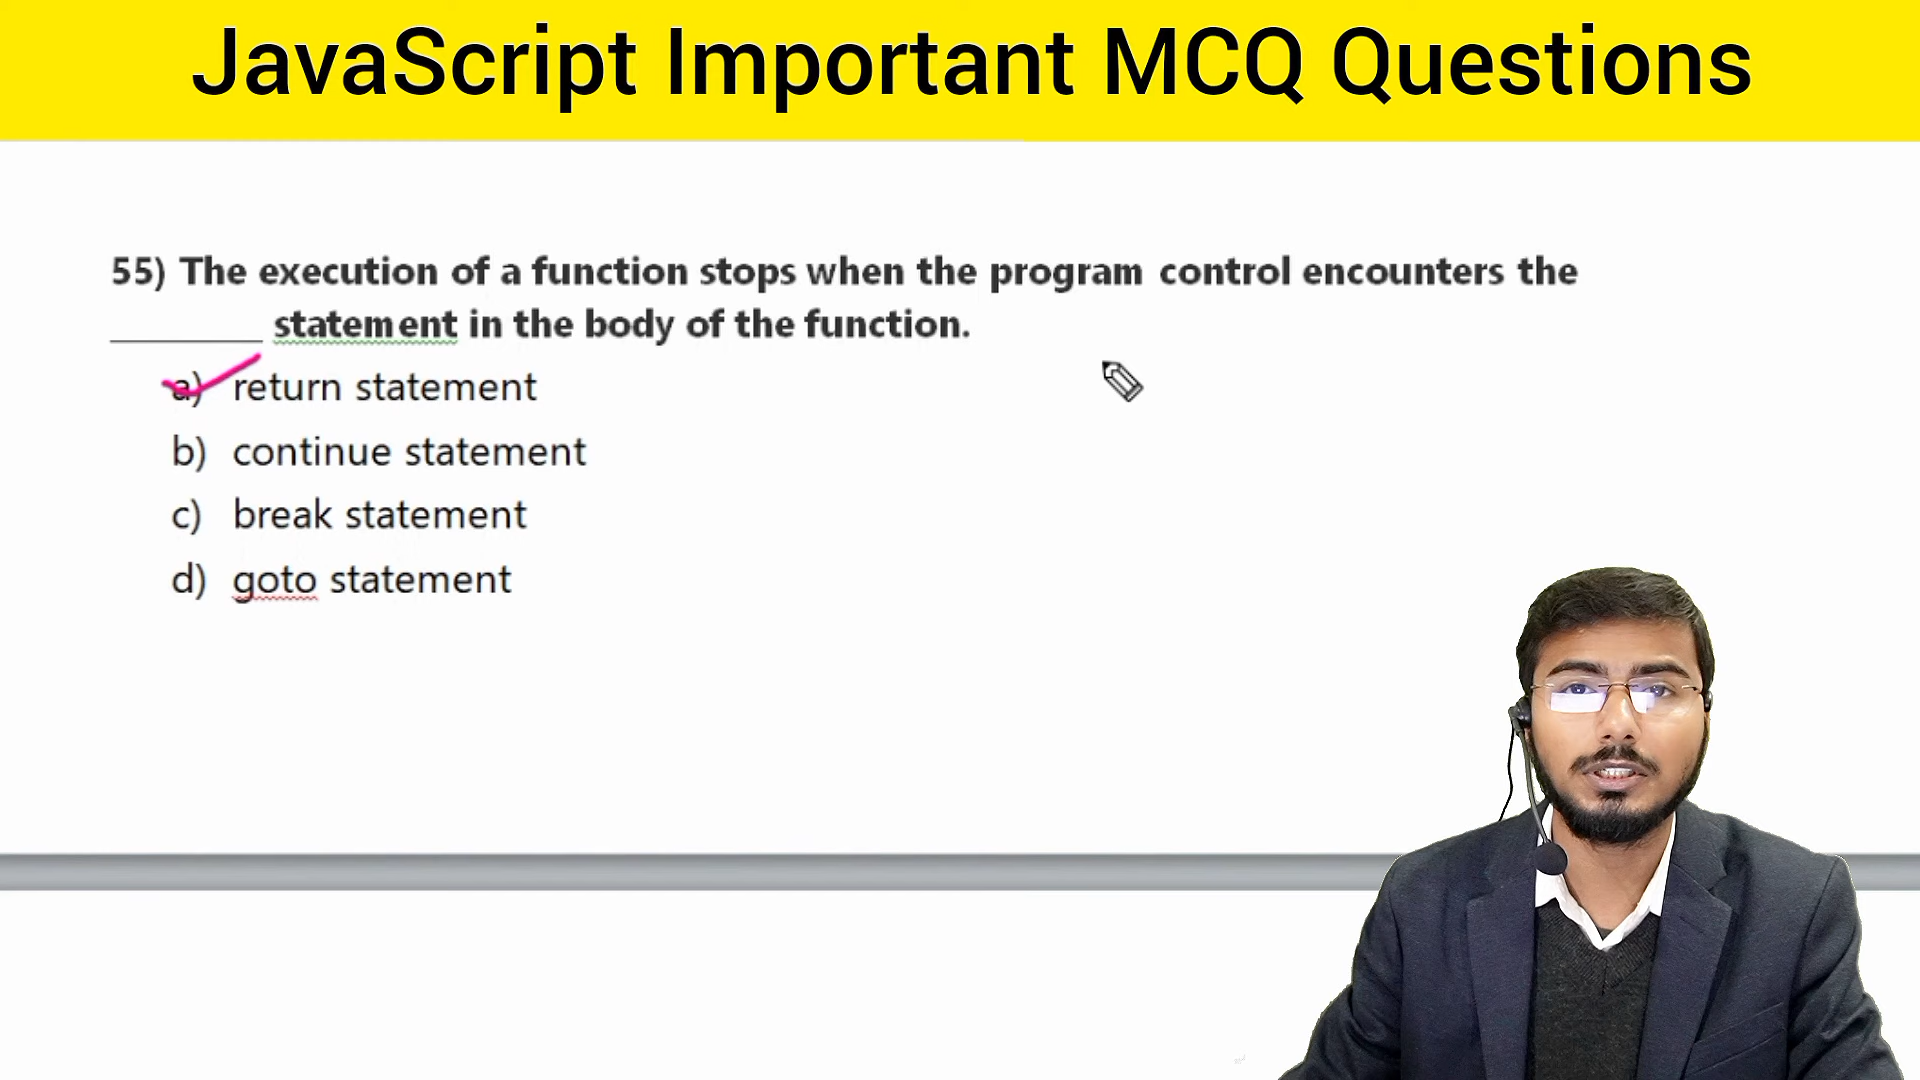 JavaScript Important MCQ Questions
55) The execution of a function stops when the program control encounters the
________ statement in the body of the function.
a) return statement
b) continue statement
c) break statement
d) goto statement